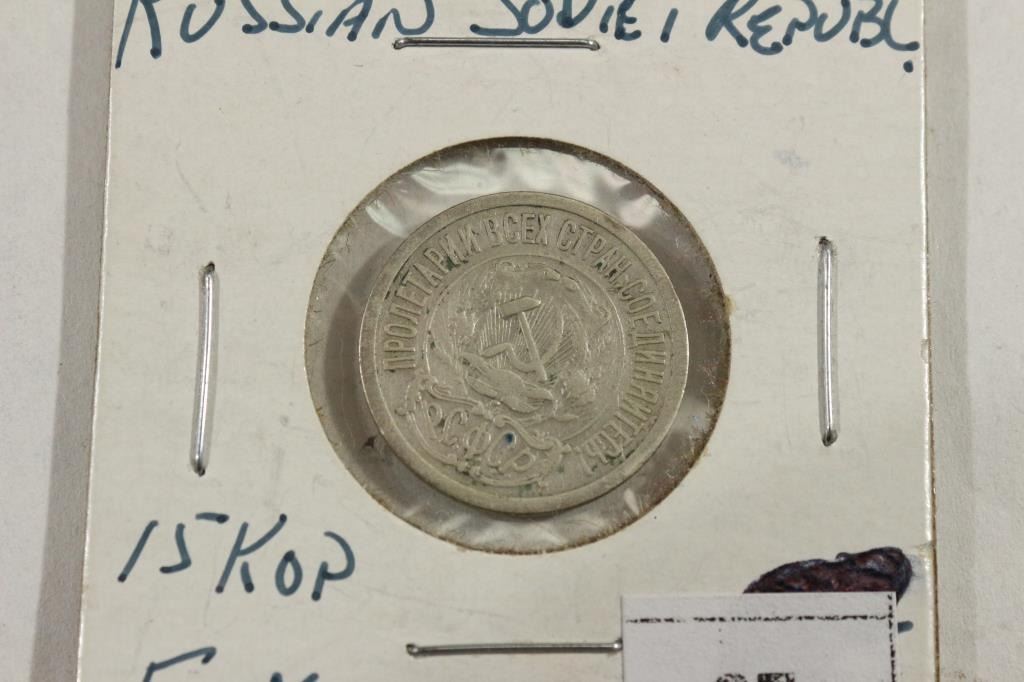 RUSSIAN SOVIET REPUBL.
ПРОЛЕТАРИИ ВСЕХ СТРАН, СОЕДИНЯЙТЕСЬ!
РСФСР
15 KOP